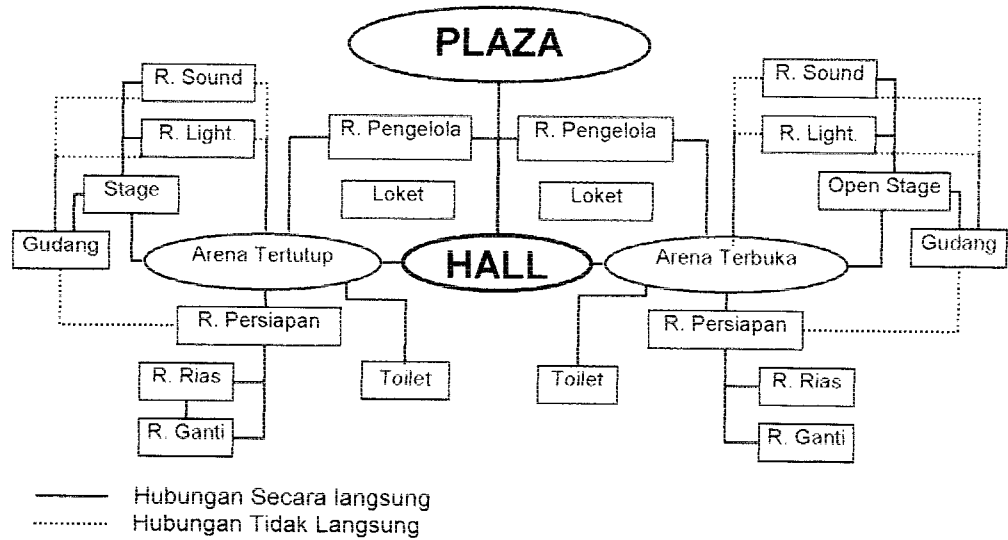 PLAZA
R. Sound
R. Sound
R. Pengelola
R. Pengelola
R. Light.
R. Light.
Stage
Loket
Loket
Open Stage
Gudang
Arena Tertutup
HALL
Arena Terbuka
Gudang
R. Persiapan
R. Persiapan
R. Rias
Toilet
Toilet
R. Rias
R. Ganti
R. Ganti
Hubungan Secara langsung
Hubungan Tidak Langsung